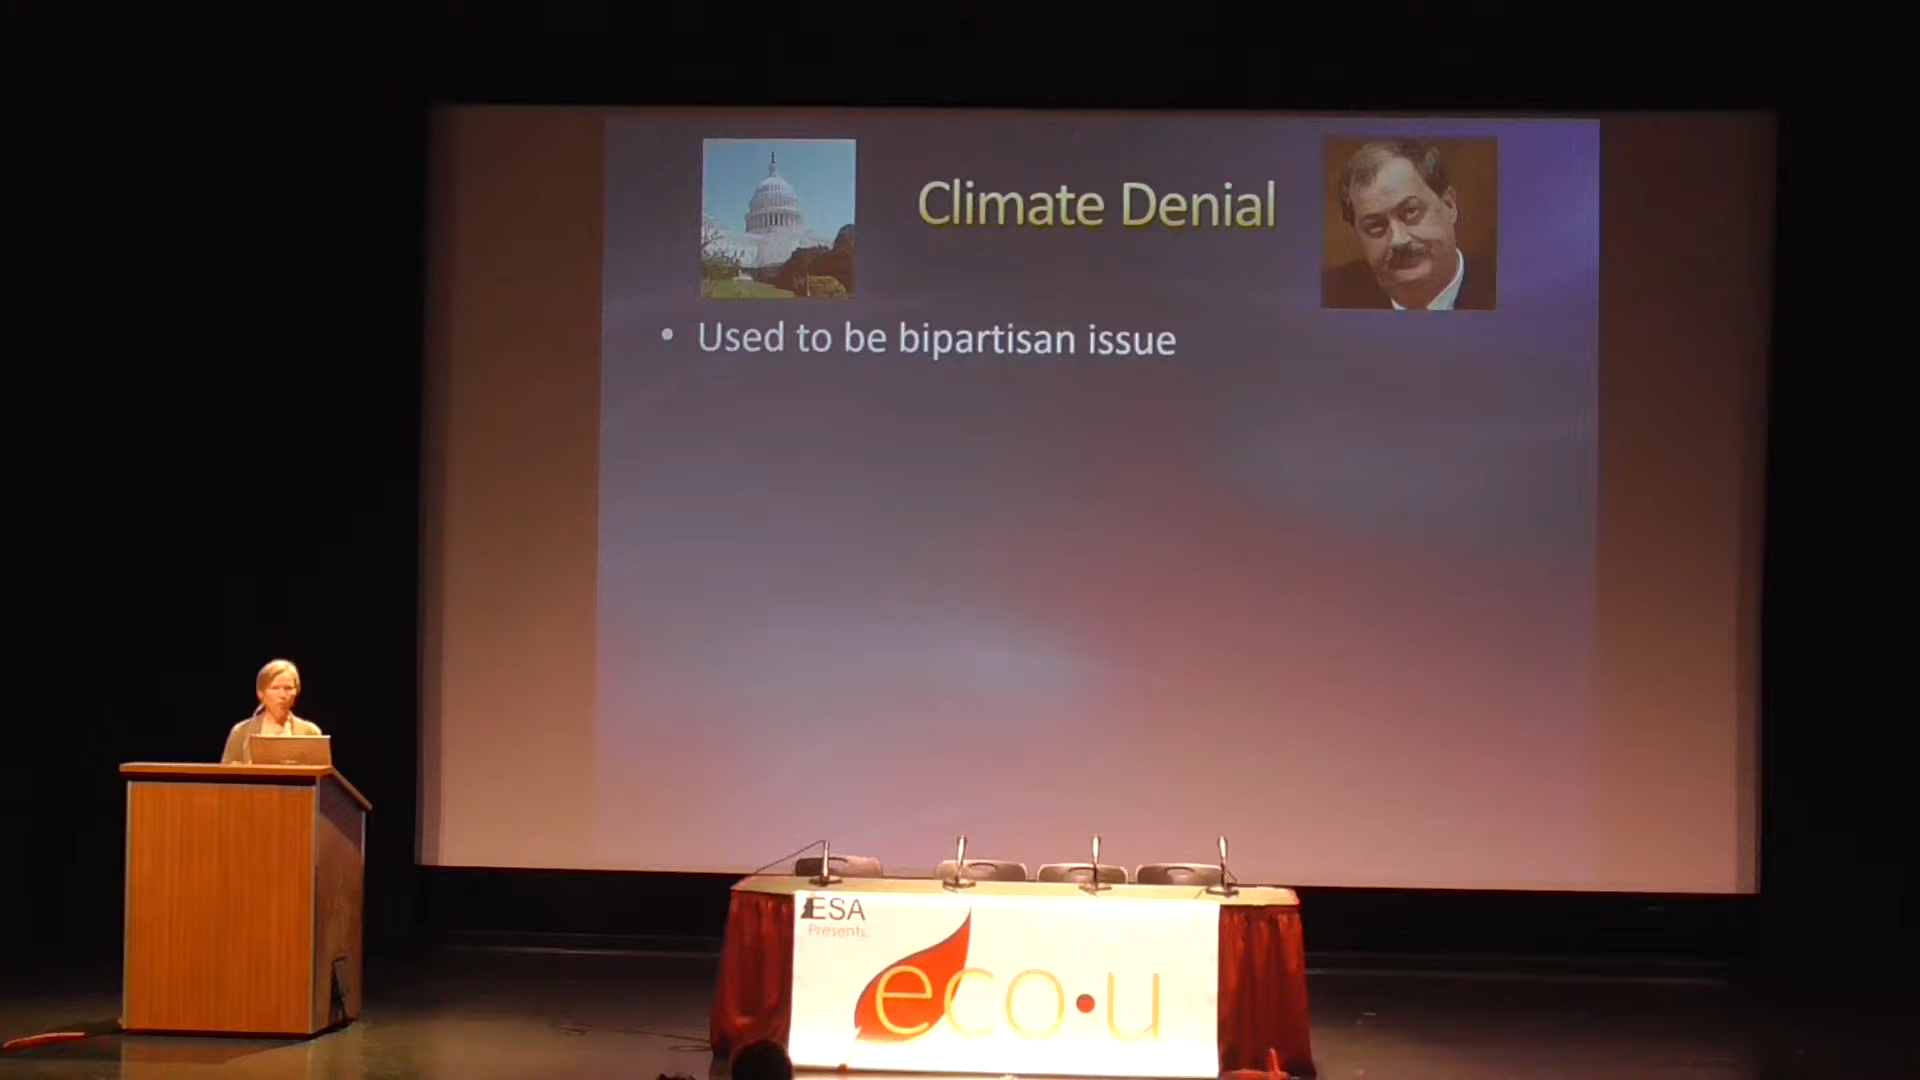 Climate Denial
• Used to be bipartisan issue
ESA
Presents.
eco•u